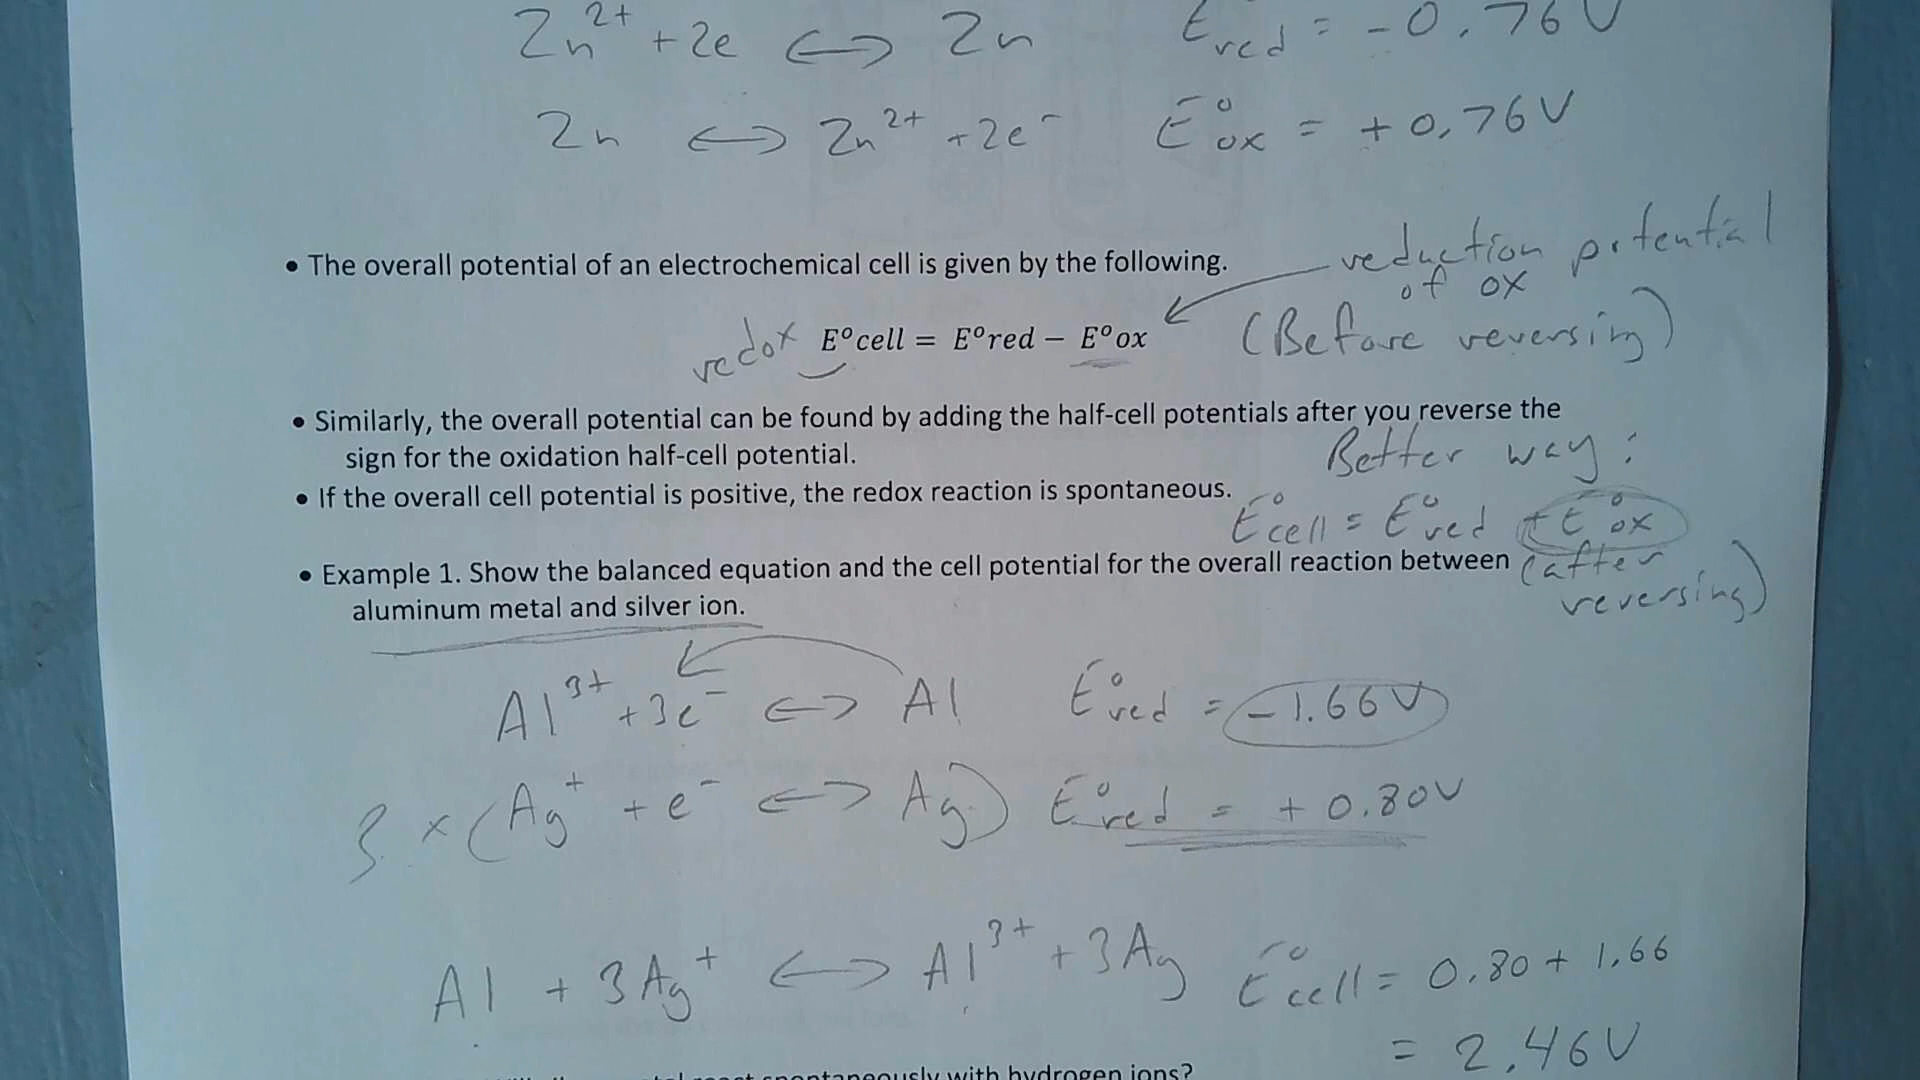 Zn²⁺ + 2e ⟷ Zn E red = -0.76V
Zn ⟷ Zn²⁺ + 2e⁻ E° ox = +0.76V
• The overall potential of an electrochemical cell is given by the following.
reduction potential
of ox
(Before reversing)
redox E°cell = E°red − E°ox
• Similarly, the overall potential can be found by adding the half-cell potentials after you reverse the
sign for the oxidation half-cell potential.
Better way:
• If the overall cell potential is positive, the redox reaction is spontaneous.
E°cell = E°red + E°ox
(after
reversing)
• Example 1. Show the balanced equation and the cell potential for the overall reaction between
aluminum metal and silver ion.
Al³⁺ + 3e⁻ ⟷ Al E°red = -1.66V
3 × (Ag⁺ + e⁻ ⟷ Ag) E°red = +0.80V
Al + 3Ag⁺ ⟷ Al³⁺ + 3Ag E°cell = 0.80 + 1.66
= 2.46V
spontaneously with hydrogen ions?